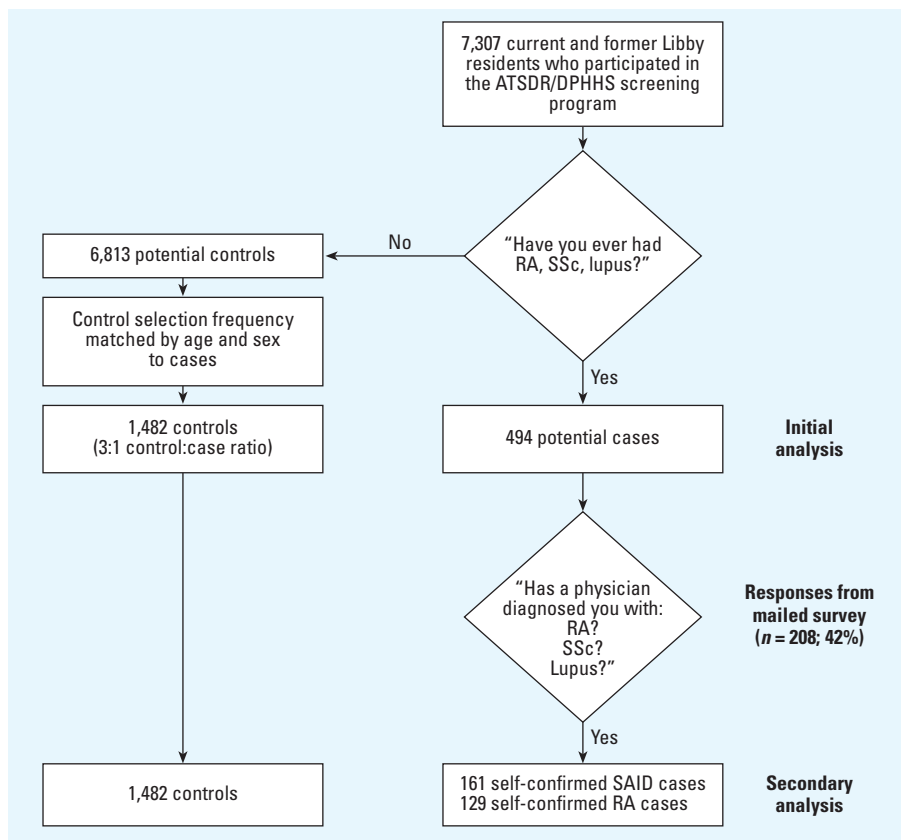 7,307 current and former Libby
residents who participated in
the ATSDR/DPHHS screening
program
“Have you ever had
RA, SSc, lupus?”
No
6,813 potential controls
Control selection frequency
matched by age and sex
to cases
Yes
1,482 controls
(3:1 control:case ratio)
494 potential cases
Initial
analysis
“Has a physician
diagnosed you with:
RA?
SSc?
Lupus?”
Responses from
mailed survey
(n = 208; 42%)
Yes
1,482 controls
161 self-confirmed SAID cases
129 self-confirmed RA cases
Secondary
analysis